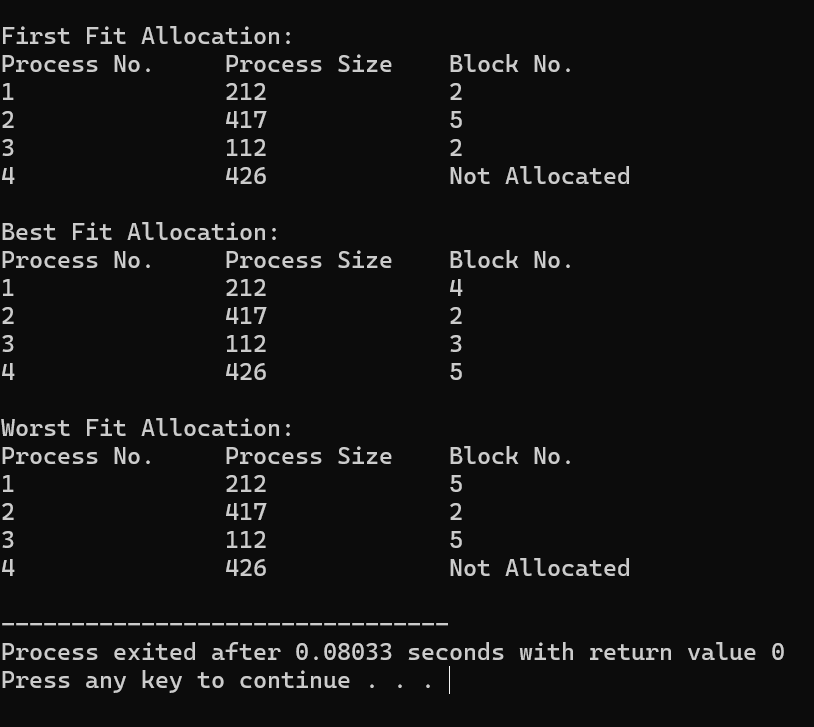 First Fit Allocation:
Process No.     Process Size    Block No.
1               212             2
2               417             5
3               112             2
4               426             Not Allocated

Best Fit Allocation:
Process No.     Process Size    Block No.
1               212             4
2               417             2
3               112             3
4               426             5

Worst Fit Allocation:
Process No.     Process Size    Block No.
1               212             5
2               417             2
3               112             5
4               426             Not Allocated

--------------------------------
Process exited after 0.08033 seconds with return value 0
Press any key to continue . . .